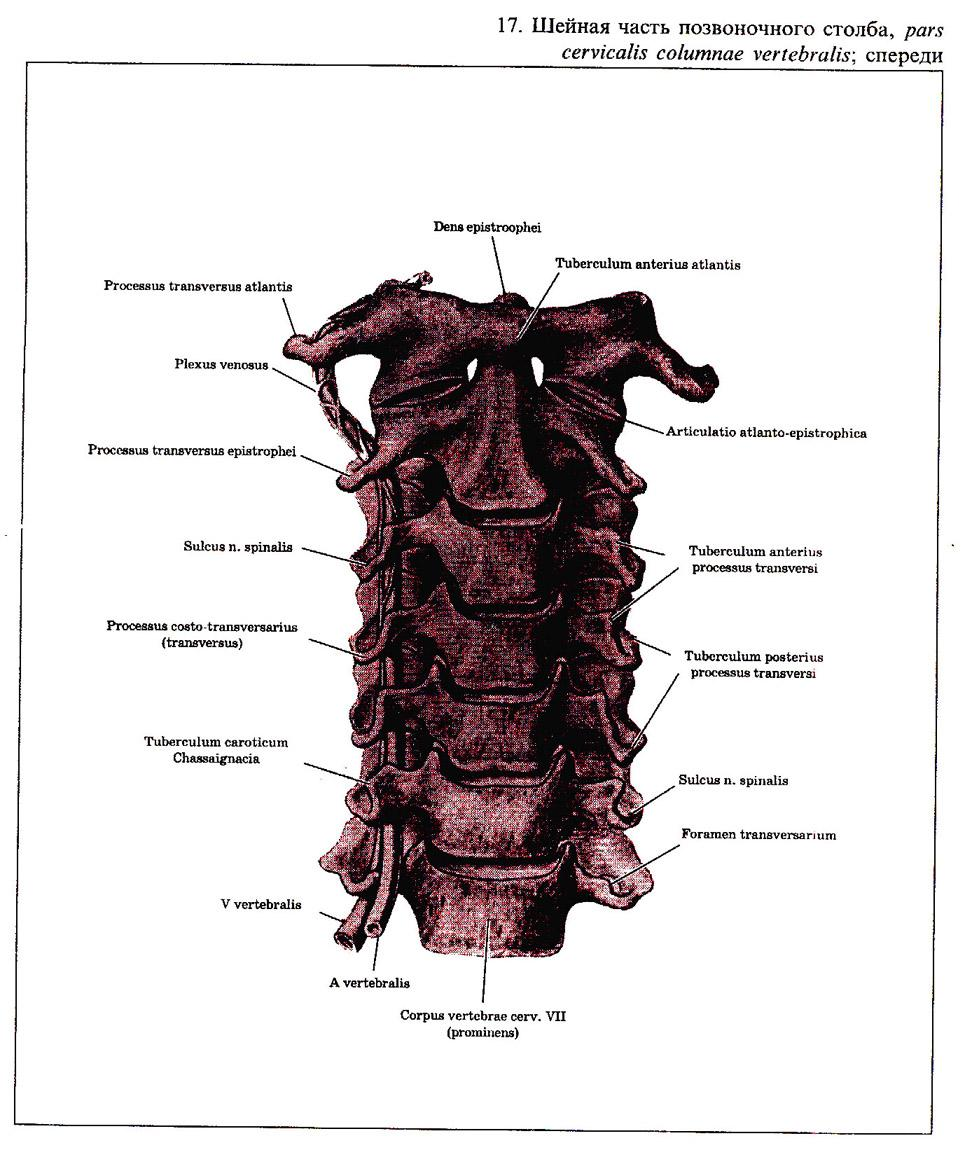 17. Шейная часть позвоночного столба, pars
cervicalis columnae vertebralis; спереди
Dens epistroophei
Tuberculum anterius atlantis
Processus transversus atlantis
Plexus venosus
Articulatio atlanto-epistrophica
Processus transversus epistrophei
Sulcus n. spinalis
Tuberculum anterius
processus transversi
Processus costo-transversarius
(transversus)
Tuberculum posterius
processus transversi
Tuberculum caroticum
Chassaignacia
Sulcus n. spinalis
Foramen transversarium
V vertebralis
A vertebralis
Corpus vertebrae cerv. VII
(prominens)